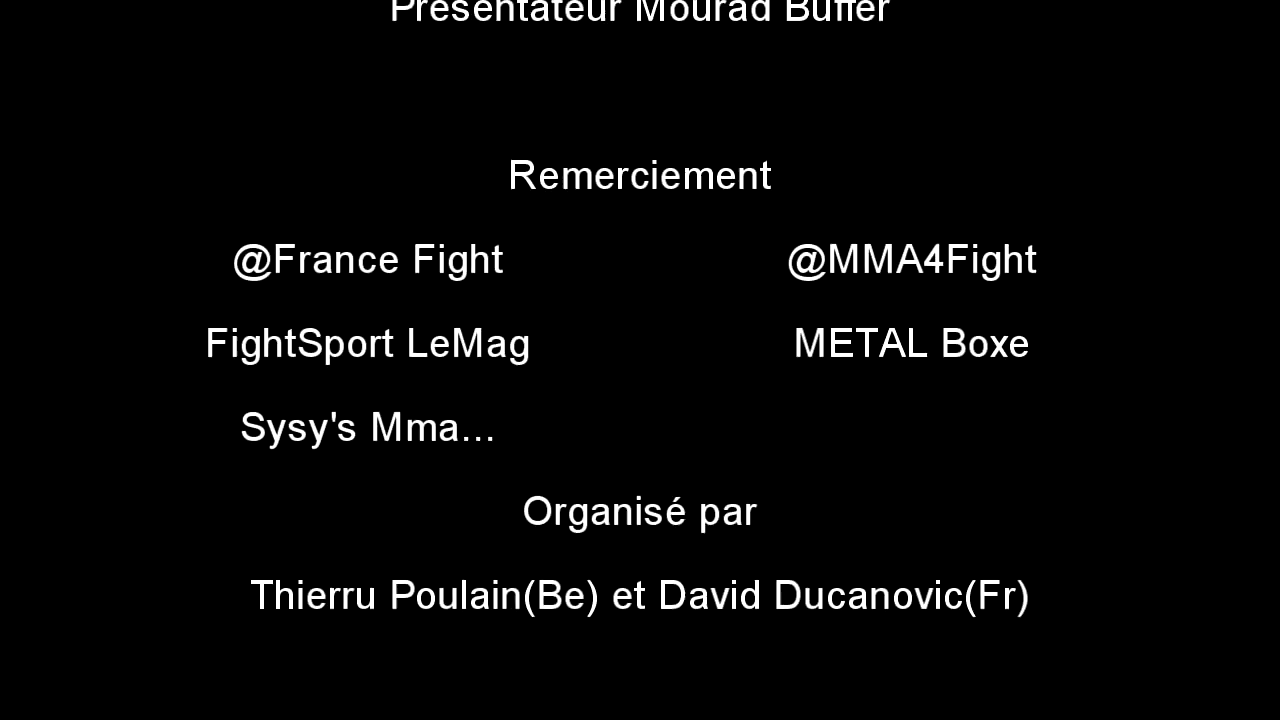 Présentateur Mourad Buffer
Remerciement
@France Fight @MMA4Fight
FightSport LeMag METAL Boxe
Sysy's Mma...
Organisé par
Thierru Poulain(Be) et David Ducanovic(Fr)